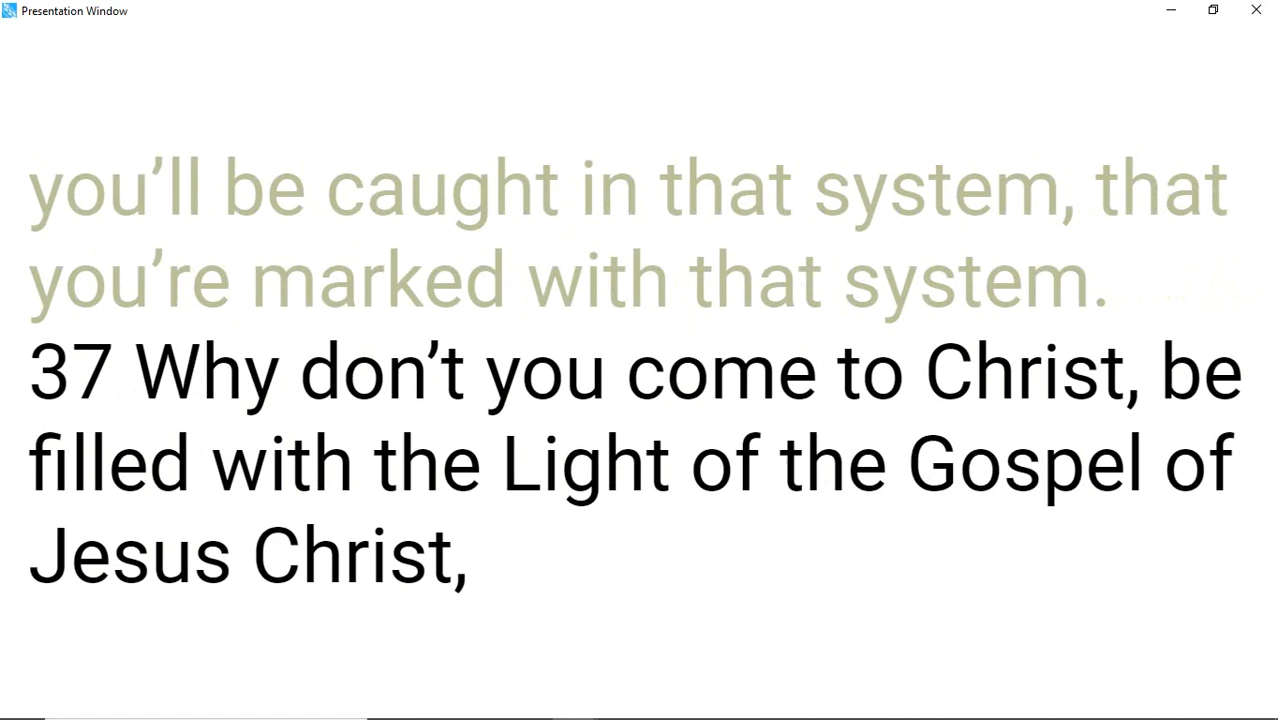 Presentation Window
you’ll be caught in that system, that
you’re marked with that system.
37 Why don’t you come to Christ, be
filled with the Light of the Gospel of
Jesus Christ,